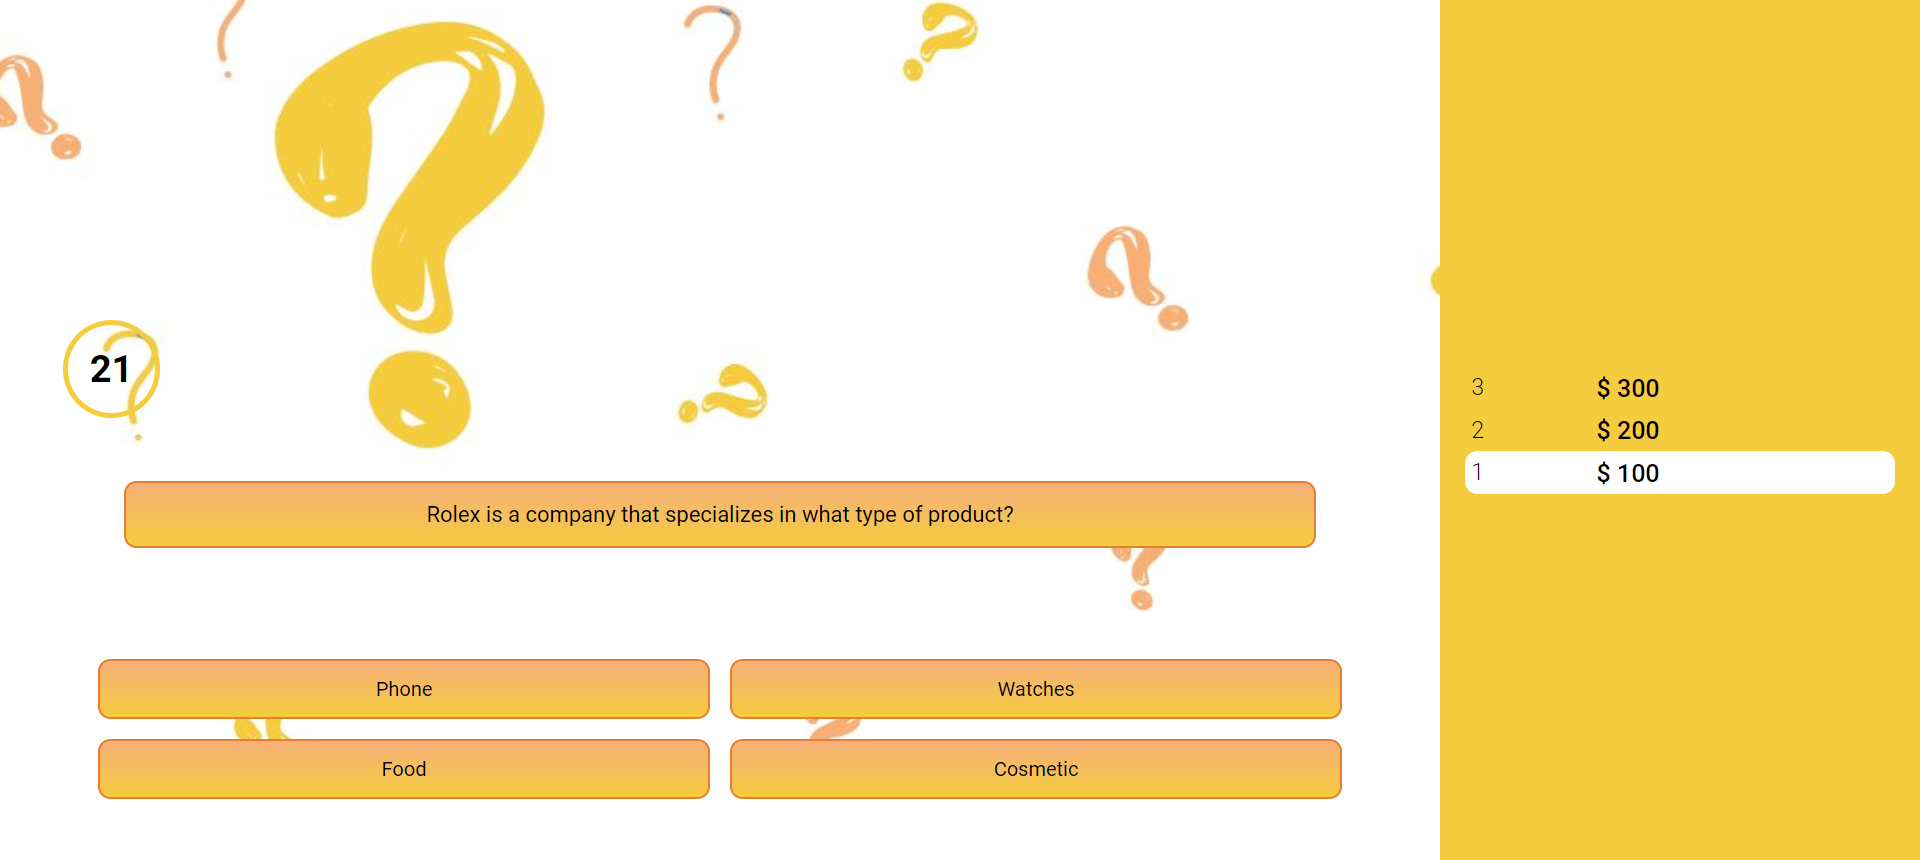 21
Rolex is a company that specializes in what type of product?
Phone
Watches
Food
Cosmetic
3 $ 300
2 $ 200
1 $ 100